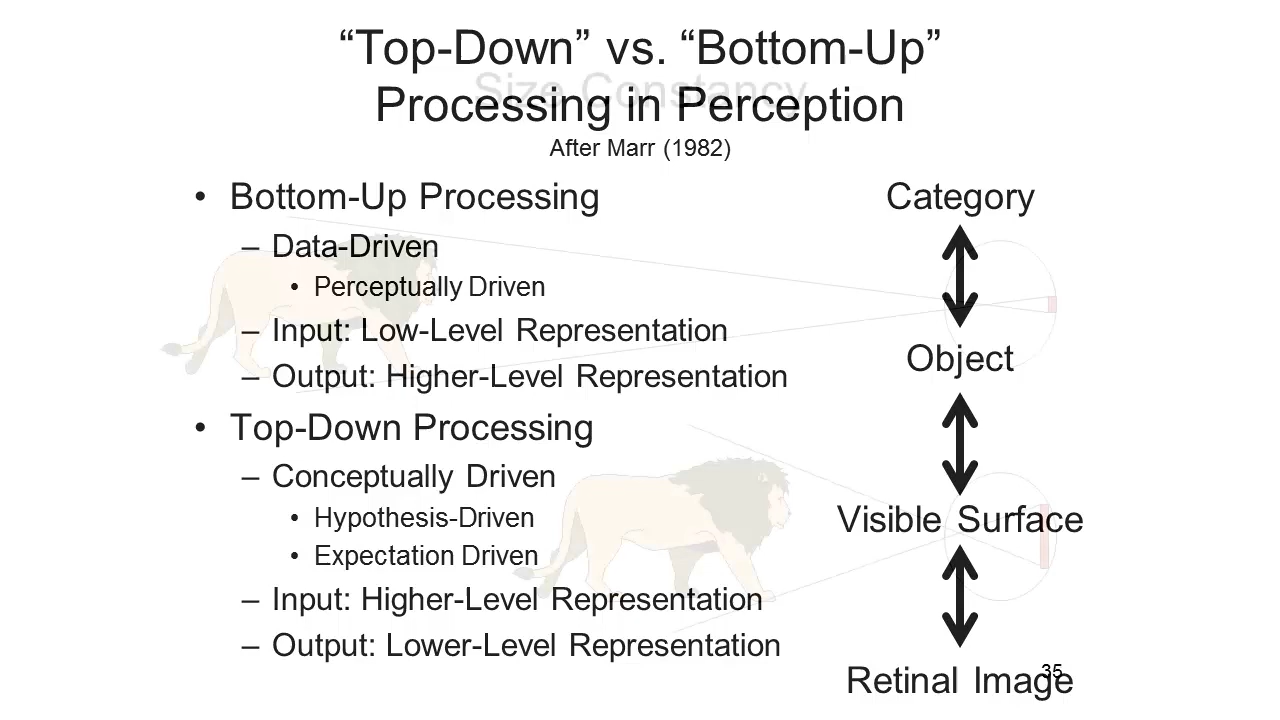 “Top-Down” vs. “Bottom-Up”
Size Constancy
Processing in Perception
After Marr (1982)
• Bottom-Up Processing
– Data-Driven
• Perceptually Driven
– Input: Low-Level Representation
– Output: Higher-Level Representation
• Top-Down Processing
– Conceptually Driven
• Hypothesis-Driven
• Expectation Driven
– Input: Higher-Level Representation
– Output: Lower-Level Representation
Category
Object
Visible Surface
Retinal Image
35